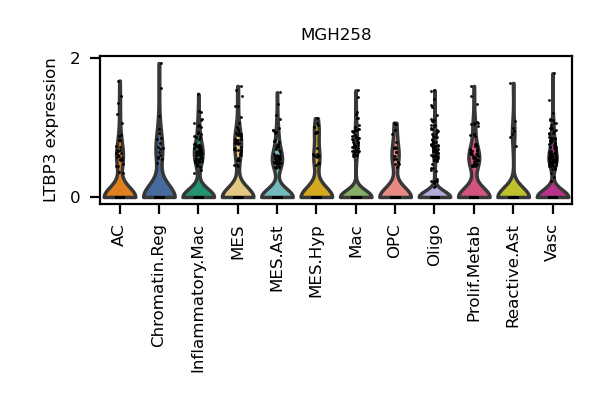 MGH258
LTBP3 expression
2
0
AC
Chromatin.Reg
Inflammatory.Mac
MES
MES.Ast
MES.Hyp
Mac
OPC
Oligo
Prolif.Metab
Reactive.Ast
Vasc